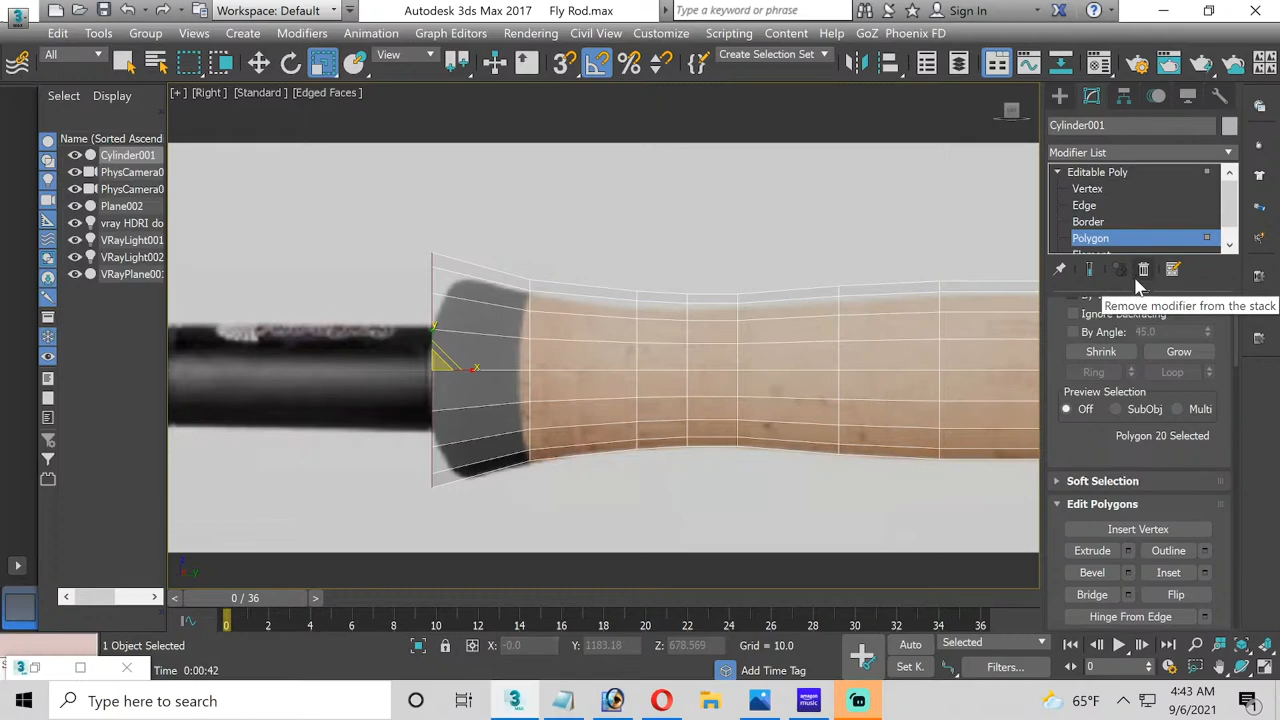 Workspace: Default
Autodesk 3ds Max 2017
Fly Rod.max
Type a keyword or phrase
Sign In
Edit Tools Group Views Create Modifiers Animation Graph Editors Rendering Civil View Customize Scripting Content Help GoZ Phoenix FD
All
View
Create Selection Set
Select Display
[+] [Right] [Standard] [Edged Faces]
Name (Sorted Ascend
Cylinder001
PhysCamera0
PhysCamera0
Plane002
vray HDRI do
VRayLight001
VRayLight002
VRayPlane00
Cylinder001
Modifier List
Editable Poly
Vertex
Edge
Border
Polygon
Element
Remove modifier from the stack
Ignore Backfacing
By Angle: 45.0
Shrink Grow
Ring Loop
Preview Selection
Off SubObj Multi
Polygon 20 Selected
Soft Selection
Edit Polygons
Insert Vertex
Extrude Outline
Bevel Inset
Bridge Flip
Hinge From Edge
y
x
z
y
0 / 36
0 2 4 6 8 10 12 14 16 18 20 22 24 26 28 30 32 34 36
1 Object Selected
X: -0.0
Y: 1183.18
Z: 678.569
Grid = 10.0
Auto
Selected
Time: 0:00:42
Add Time Tag
Set K.
Filters...
0
Type here to search
65°F
4:43 AM
9/6/2021